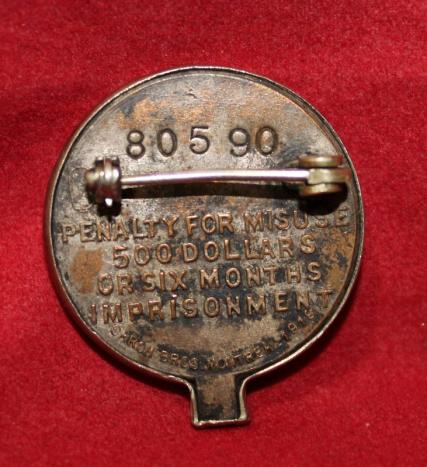 80590
PENALTY FOR MISUSE
500 DOLLARS
OR SIX MONTHS
IMPRISONMENT
CARON BROS. MONTREAL